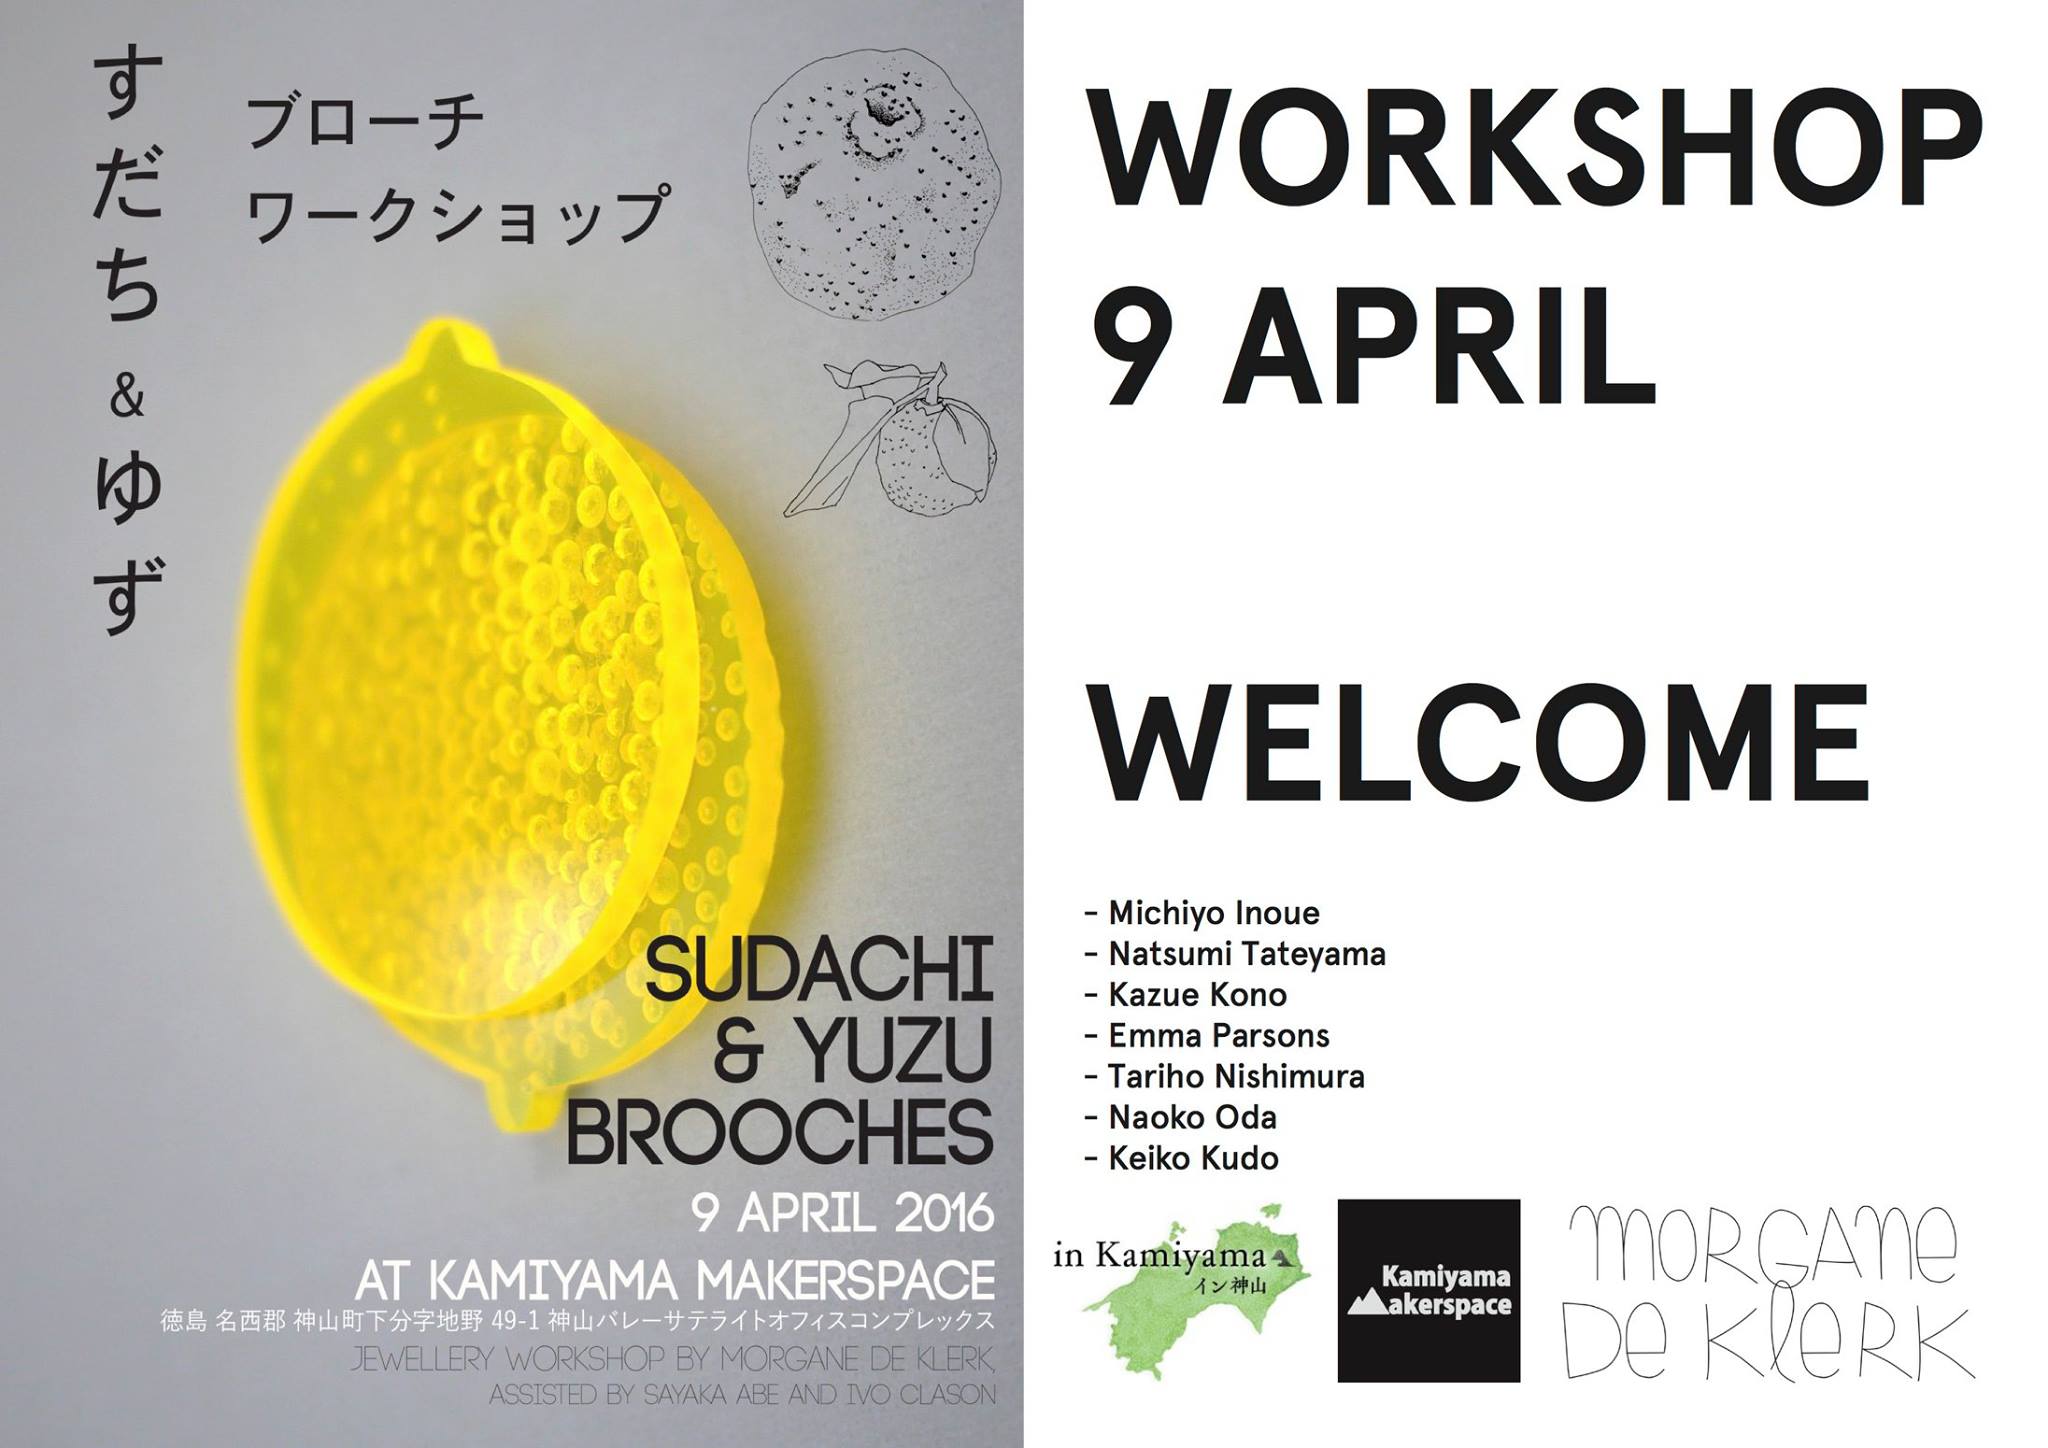 すだち & ゆず
ブローチ
ワークショップ
SUDACHI
& YUZU
BROOCHES
9 APRIL 2016
AT KAMIYAMA MAKERSPACE
徳島 名西郡 神山町下分字地野 49-1 神山バレーサテライトオフィスコンプレックス
JEWELLERY WORKSHOP BY MORGANE DE KLERK,
ASSISTED BY SAYAKA ABE AND IVO CLASON
WORKSHOP
9 APRIL
WELCOME
- Michiyo Inoue
- Natsumi Tateyama
- Kazue Kono
- Emma Parsons
- Tariho Nishimura
- Naoko Oda
- Keiko Kudo
in Kamiyama
イン神山
Kamiyama
Makerspace
MORGANE
De KLeRK